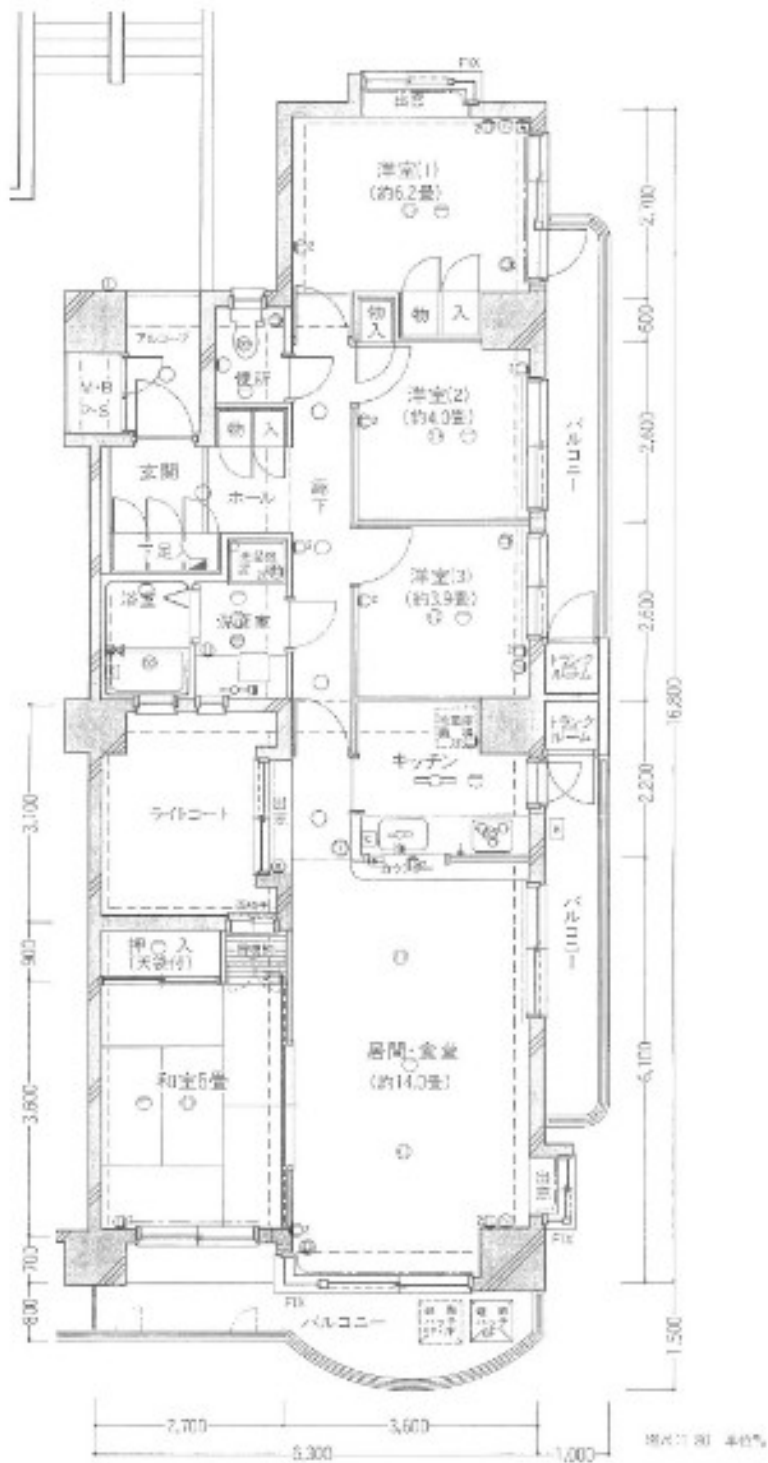 FIX
出窓
洋室(1)
(約6.2畳)
2,700
アルコーブ
物
入
物 入
600
便所
M・B
P・S
洋室(2)
(約4.0畳)
物 入
バルコニー
2,600
玄関
ホール
廊下
洋室(3)
(約3.9畳)
浴室
洗面室
2,600
トランク
ルーム
トランク
ルーム
16,800
キッチン
2,200
3,100
ライトコート
出窓
カウンター
バルコニー
押 入
(天袋付)
900
居間・食堂
(約14.0畳)
和室6畳
3,600
6,100
出窓
FIX
700
800
FIX
バルコニー
1,500
2,700
3,600
6,300
1,000